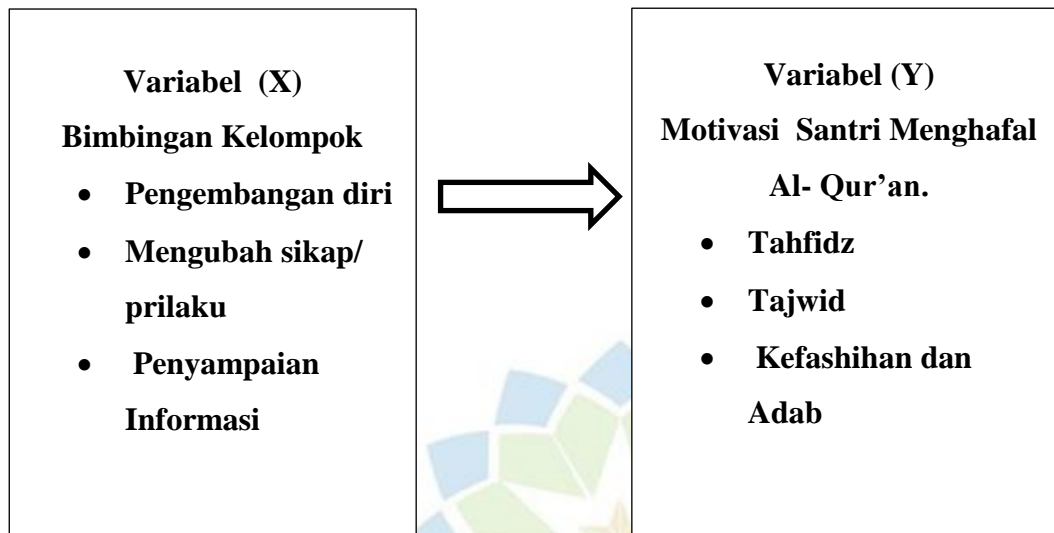 Variabel (X)
Bimbingan Kelompok
• Pengembangan diri
• Mengubah sikap/
prilaku
• Penyampaian
Informasi
Variabel (Y)
Motivasi Santri Menghafal
Al- Qur’an.
• Tahfidz
• Tajwid
• Kefashihan dan
Adab